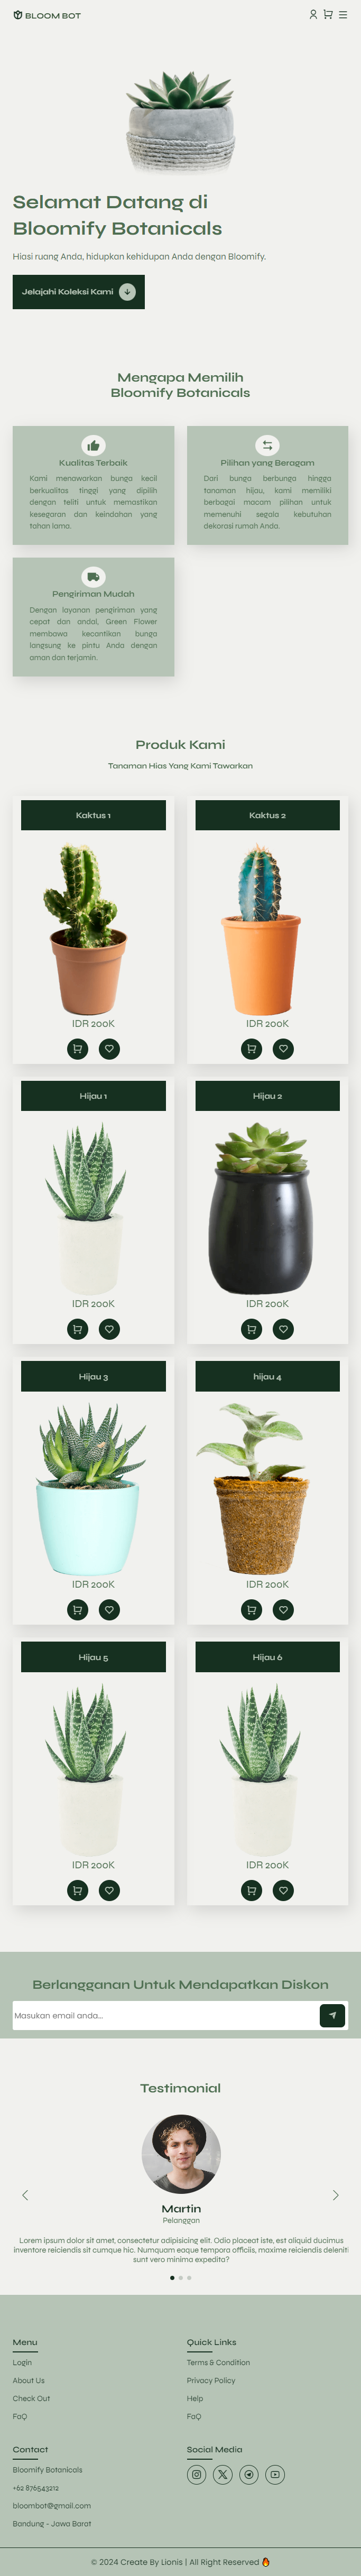 BLOOM BOT
Selamat Datang di
Bloomify Botanicals
Hiasi ruang Anda, hidupkan kehidupan Anda dengan Bloomify.
Jelajahi Koleksi Kami
Mengapa Memilih
Bloomify Botanicals
Kualitas Terbaik
Kami menawarkan bunga kecil
berkualitas tinggi yang dipilih
dengan teliti untuk memastikan
kesegaran dan keindahan yang
tahan lama.
Pilihan yang Beragam
Dari bunga berbunga hingga
tanaman hijau, kami memiliki
berbagai macam pilihan untuk
memenuhi segala kebutuhan
dekorasi rumah Anda.
Pengiriman Mudah
Dengan layanan pengiriman yang
cepat dan andal, Green Flower
membawa kecantikan bunga
langsung ke pintu Anda dengan
aman dan terjamin.
Produk Kami
Tanaman Hias Yang Kami Tawarkan
Kaktus 1
IDR 200K
Kaktus 2
IDR 200K
Hijau 1
IDR 200K
Hijau 2
IDR 200K
Hijau 3
IDR 200K
hijau 4
IDR 200K
Hijau 5
IDR 200K
Hijau 6
IDR 200K
Berlangganan Untuk Mendapatkan Diskon
Masukan email anda...
Testimonial
Martin
Pelanggan
Lorem ipsum dolor sit amet, consectetur adipisicing elit. Odio placeat iste, est aliquid ducimus
inventore reiciendis sit cumque hic. Numquam eaque tempora officiis, maxime reiciendis deleniti
sunt vero minima expedita?
Menu
Login
About Us
Check Out
FaQ
Quick Links
Terms & Condition
Privacy Policy
Help
FaQ
Contact
Bloomify Botanicals
+62 876543212
bloombot@gmail.com
Bandung - Jawa Barat
Social Media
© 2024 Create By Lionis | All Right Reserved 🔥